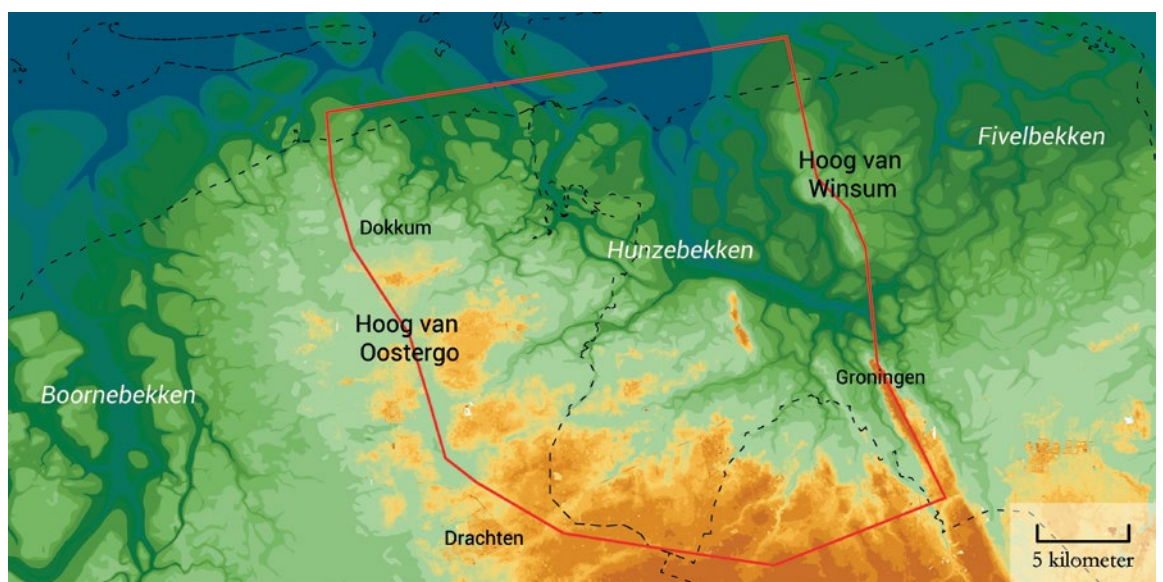 Fivelbekken
Hoog van
Winsum
Dokkum
Hunzebekken
Hoog van
Oostergo
Groningen
Boornebekken
Drachten
5 kilometer